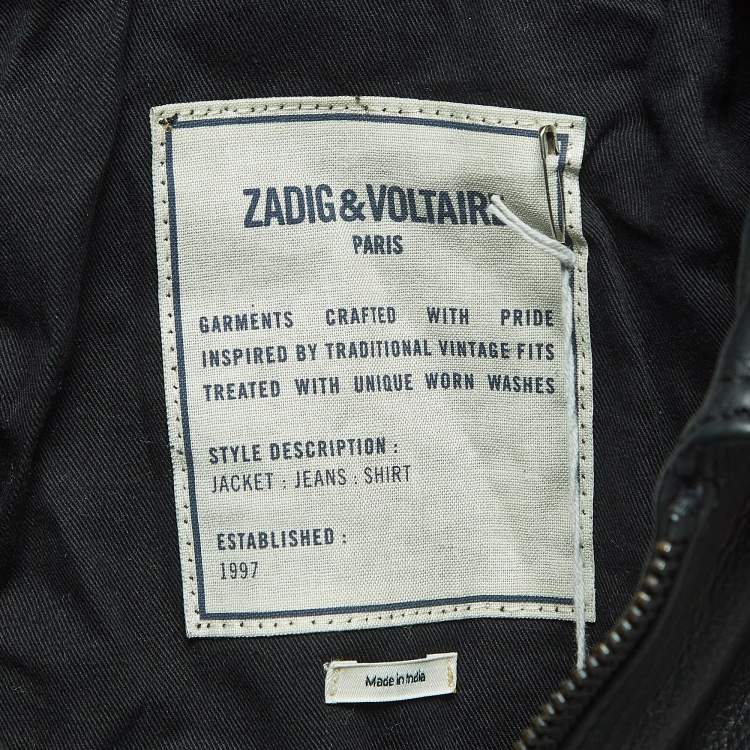 ZADIG&VOLTAIRE
PARIS
GARMENTS CRAFTED WITH PRIDE
INSPIRED BY TRADITIONAL VINTAGE FITS
TREATED WITH UNIQUE WORN WASHES
STYLE DESCRIPTION :
JACKET : JEANS : SHIRT
ESTABLISHED :
1997
Made in India